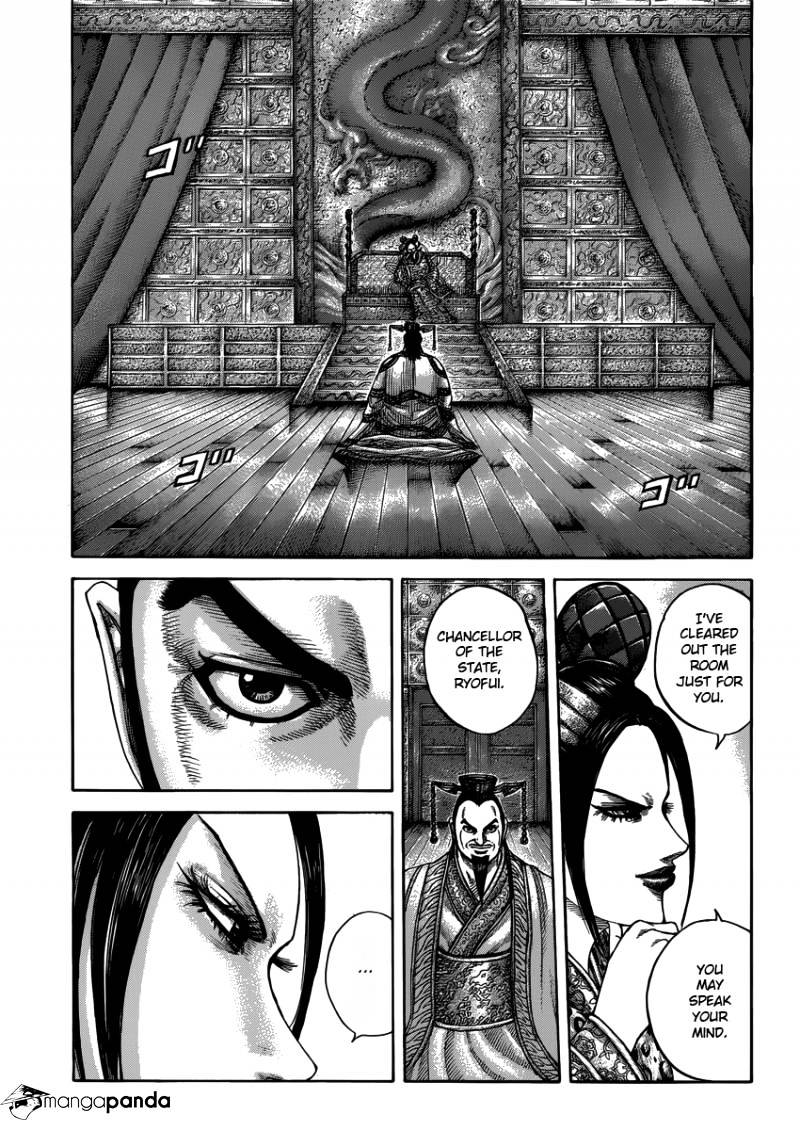 ゴ"
ゴ"
ゴ"
I'VE
CLEARED
OUT THE
ROOM
JUST FOR
YOU.
CHANCELLOR
OF THE
STATE,
RYOFUI.
YOU
MAY
SPEAK
YOUR
MIND.
...
mangapanda